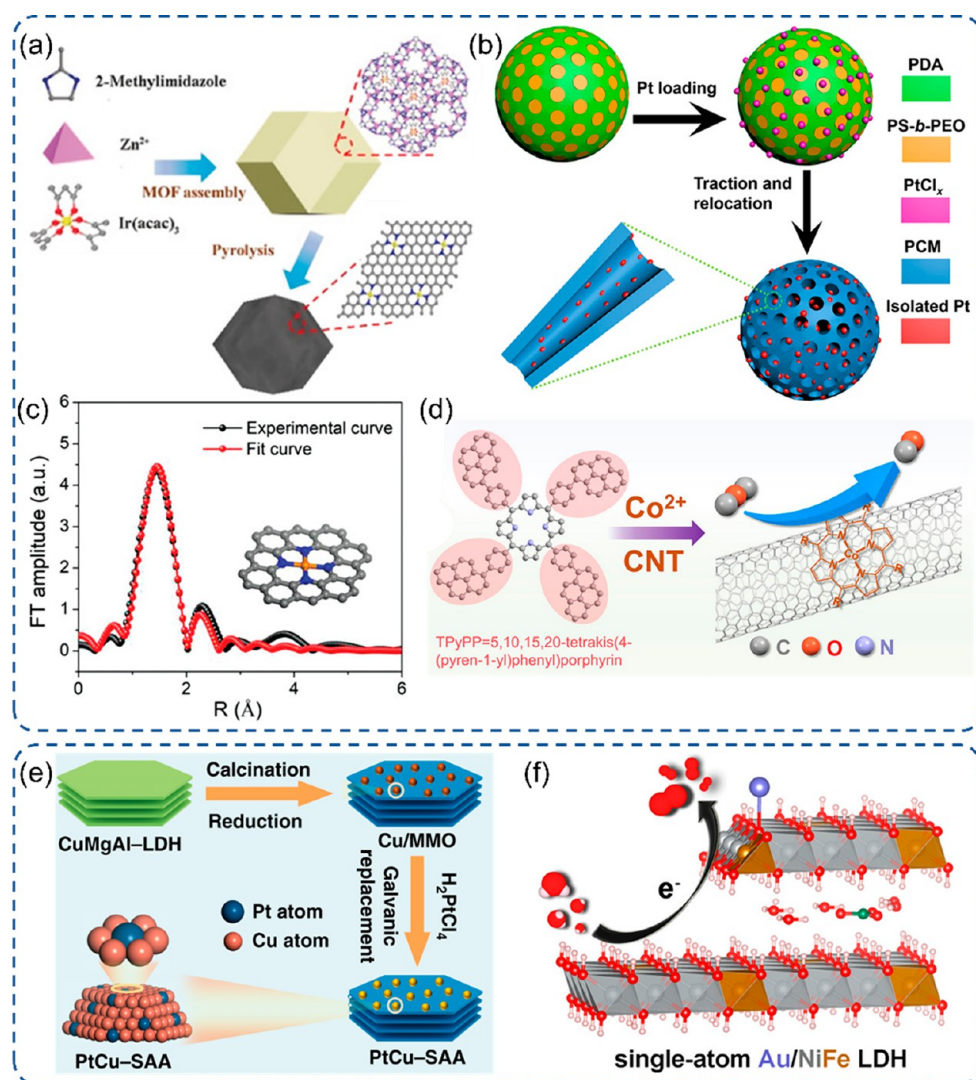 (a)
2-Methylimidazole
Zn²⁺
Ir(acac)₃
MOF assembly
Pyrolysis
(b)
Pt loading
Traction and
relocation
PDA
PS-b-PEO
PtClₓ
PCM
Isolated Pt
(c)
Experimental curve
Fit curve
FT amplitude (a.u.)
6
5
4
3
2
1
0
0
2
4
6
R (Å)
(d)
Co²⁺
CNT
TPyPP=5,10,15,20-tetrakis(4-
(pyren-1-yl)phenyl)porphyrin
R
R
N
N
Co
N
N
R
R
C
O
N
(e)
CuMgAl–LDH
Calcination
Reduction
Cu/MMO
H₂PtCl₄
Galvanic
replacement
Pt atom
Cu atom
PtCu–SAA
PtCu–SAA
(f)
e⁻
single-atom Au/NiFe LDH